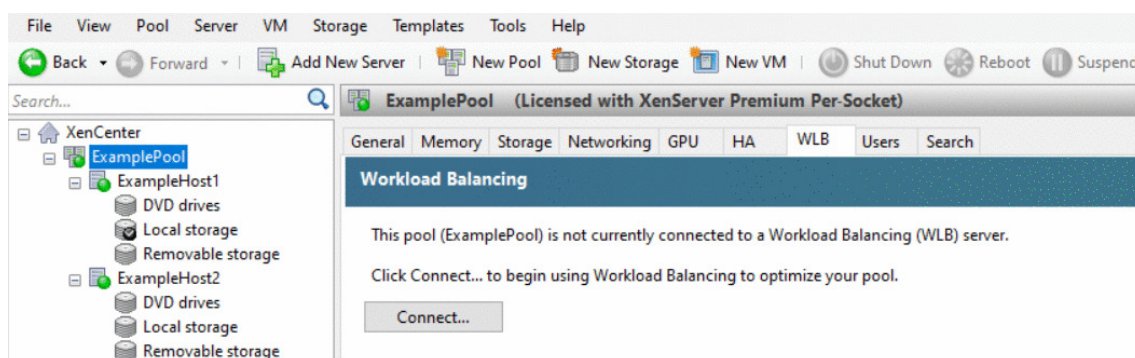 File View Pool Server VM Storage Templates Tools Help
Back Forward Add New Server New Pool New Storage New VM Shut Down Reboot Suspend
Search...
ExamplePool (Licensed with XenServer Premium Per-Socket)
XenCenter
ExamplePool
ExampleHost1
DVD drives
Local storage
Removable storage
ExampleHost2
DVD drives
Local storage
Removable storage
General Memory Storage Networking GPU HA WLB Users Search
Workload Balancing
This pool (ExamplePool) is not currently connected to a Workload Balancing (WLB) server.
Click Connect... to begin using Workload Balancing to optimize your pool.
Connect...